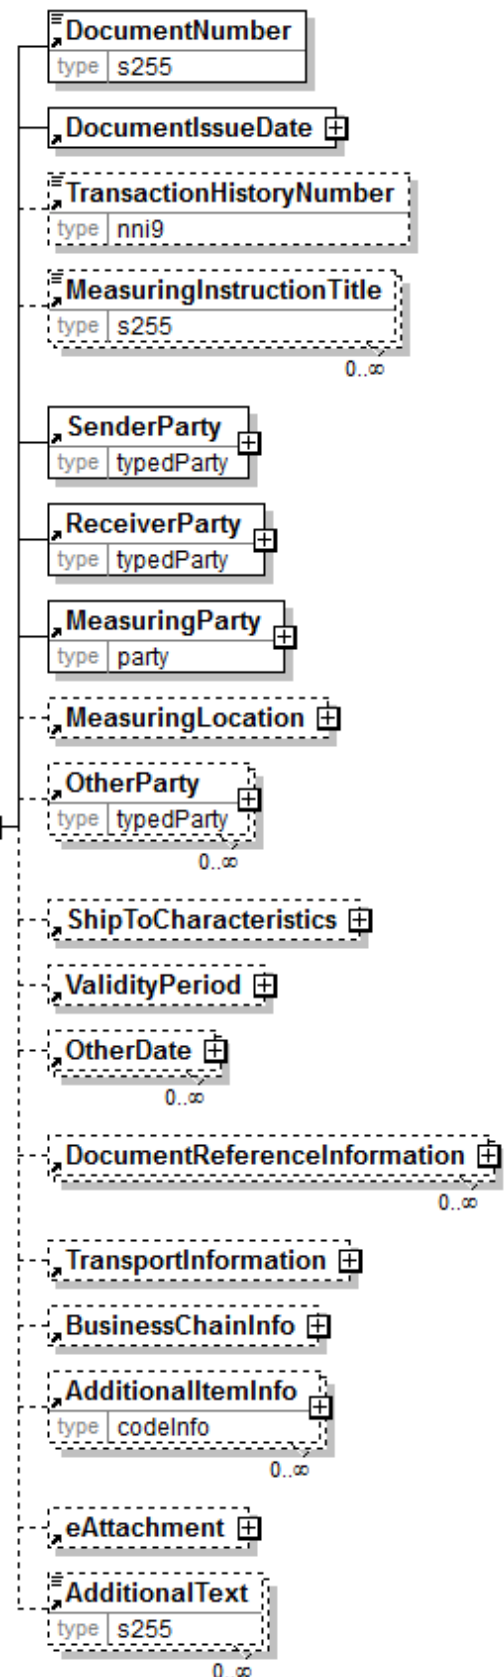 DocumentNumber
type s255
DocumentIssueDate
TransactionHistoryNumber
type nni9
MeasuringInstructionTitle
type s255
0..∞
SenderParty
type typedParty
ReceiverParty
type typedParty
MeasuringParty
type party
MeasuringLocation
OtherParty
type typedParty
0..∞
ShipToCharacteristics
ValidityPeriod
OtherDate
0..∞
DocumentReferenceInformation
0..∞
TransportInformation
BusinessChainInfo
AdditionalItemInfo
type codeInfo
0..∞
eAttachment
AdditionalText
type s255
0..∞